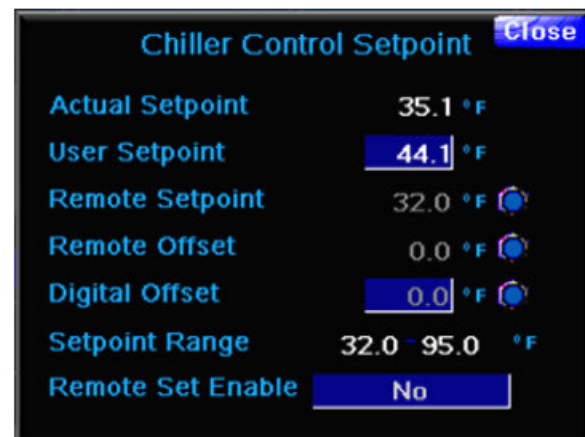 Close
Chiller Control Setpoint
Actual Setpoint 35.1 °F
User Setpoint 44.1 °F
Remote Setpoint 32.0 °F
Remote Offset 0.0 °F
Digital Offset 0.0 °F
Setpoint Range 32.0 ~ 95.0 °F
Remote Set Enable No